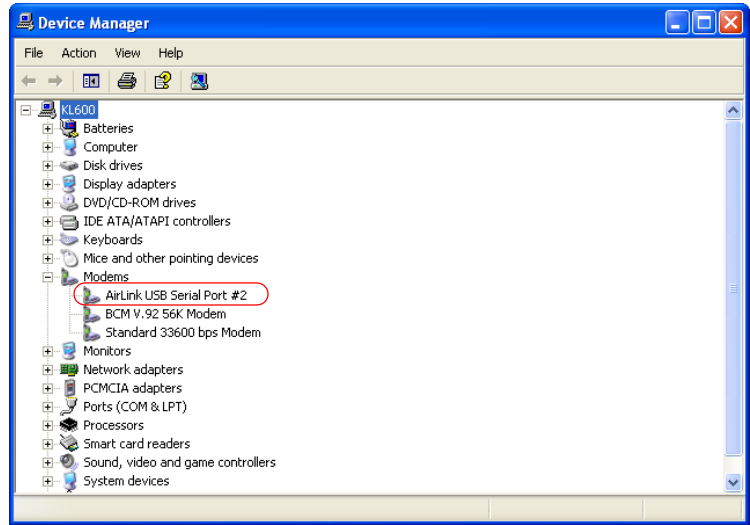 Device Manager
File Action View Help
KL600
Batteries
Computer
Disk drives
Display adapters
DVD/CD-ROM drives
IDE ATA/ATAPI controllers
Keyboards
Mice and other pointing devices
Modems
AirLink USB Serial Port #2
BCM V.92 56K Modem
Standard 33600 bps Modem
Monitors
Network adapters
PCMCIA adapters
Ports (COM & LPT)
Processors
Smart card readers
Sound, video and game controllers
System devices